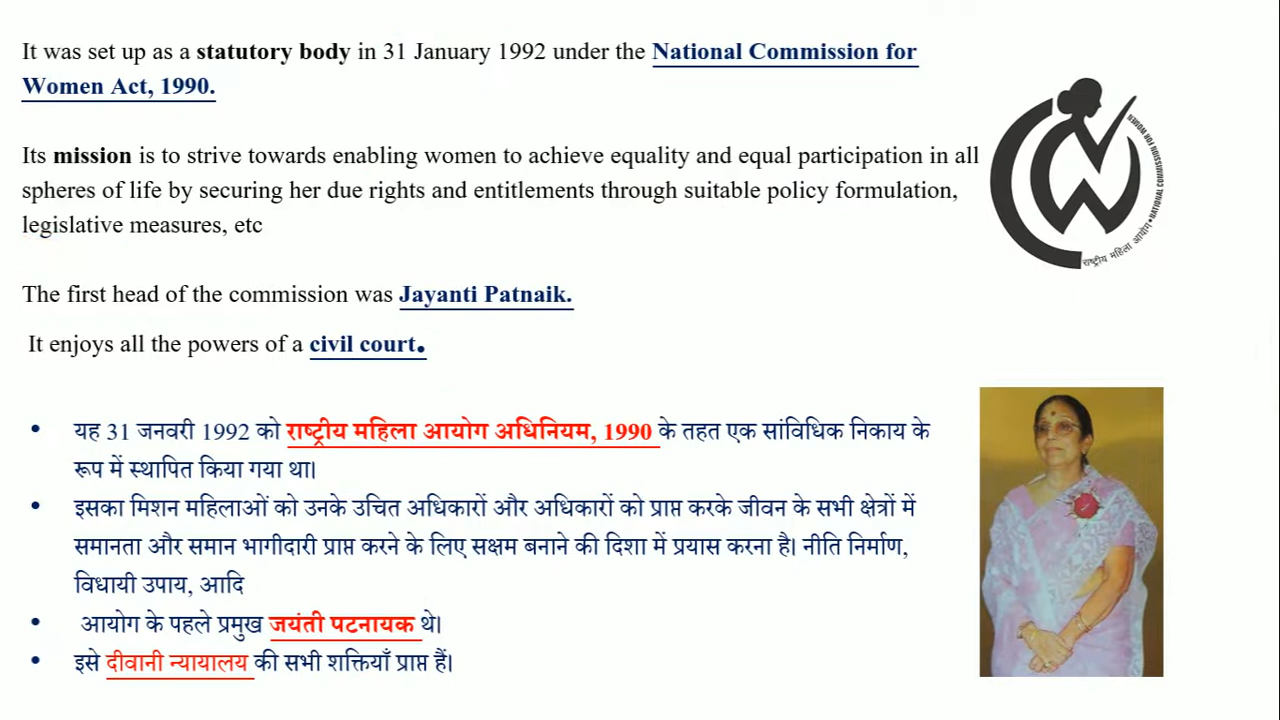 It was set up as a statutory body in 31 January 1992 under the National Commission for
Women Act, 1990.
Its mission is to strive towards enabling women to achieve equality and equal participation in all
spheres of life by securing her due rights and entitlements through suitable policy formulation,
legislative measures, etc
The first head of the commission was Jayanti Patnaik.
It enjoys all the powers of a civil court.
राष्ट्रीय महिला आयोग • NATIONAL COMMISSION FOR WOMEN
• यह 31 जनवरी 1992 को राष्ट्रीय महिला आयोग अधिनियम, 1990 के तहत एक सांविधिक निकाय के
रूप में स्थापित किया गया था।
• इसका मिशन महिलाओं को उनके उचित अधिकारों और अधिकारों को प्राप्त करके जीवन के सभी क्षेत्रों में
समानता और समान भागीदारी प्राप्त करने के लिए सक्षम बनाने की दिशा में प्रयास करना है। नीति निर्माण,
विधायी उपाय, आदि
• आयोग के पहले प्रमुख जयंती पटनायक थे।
• इसे दीवानी न्यायालय की सभी शक्तियाँ प्राप्त हैं।